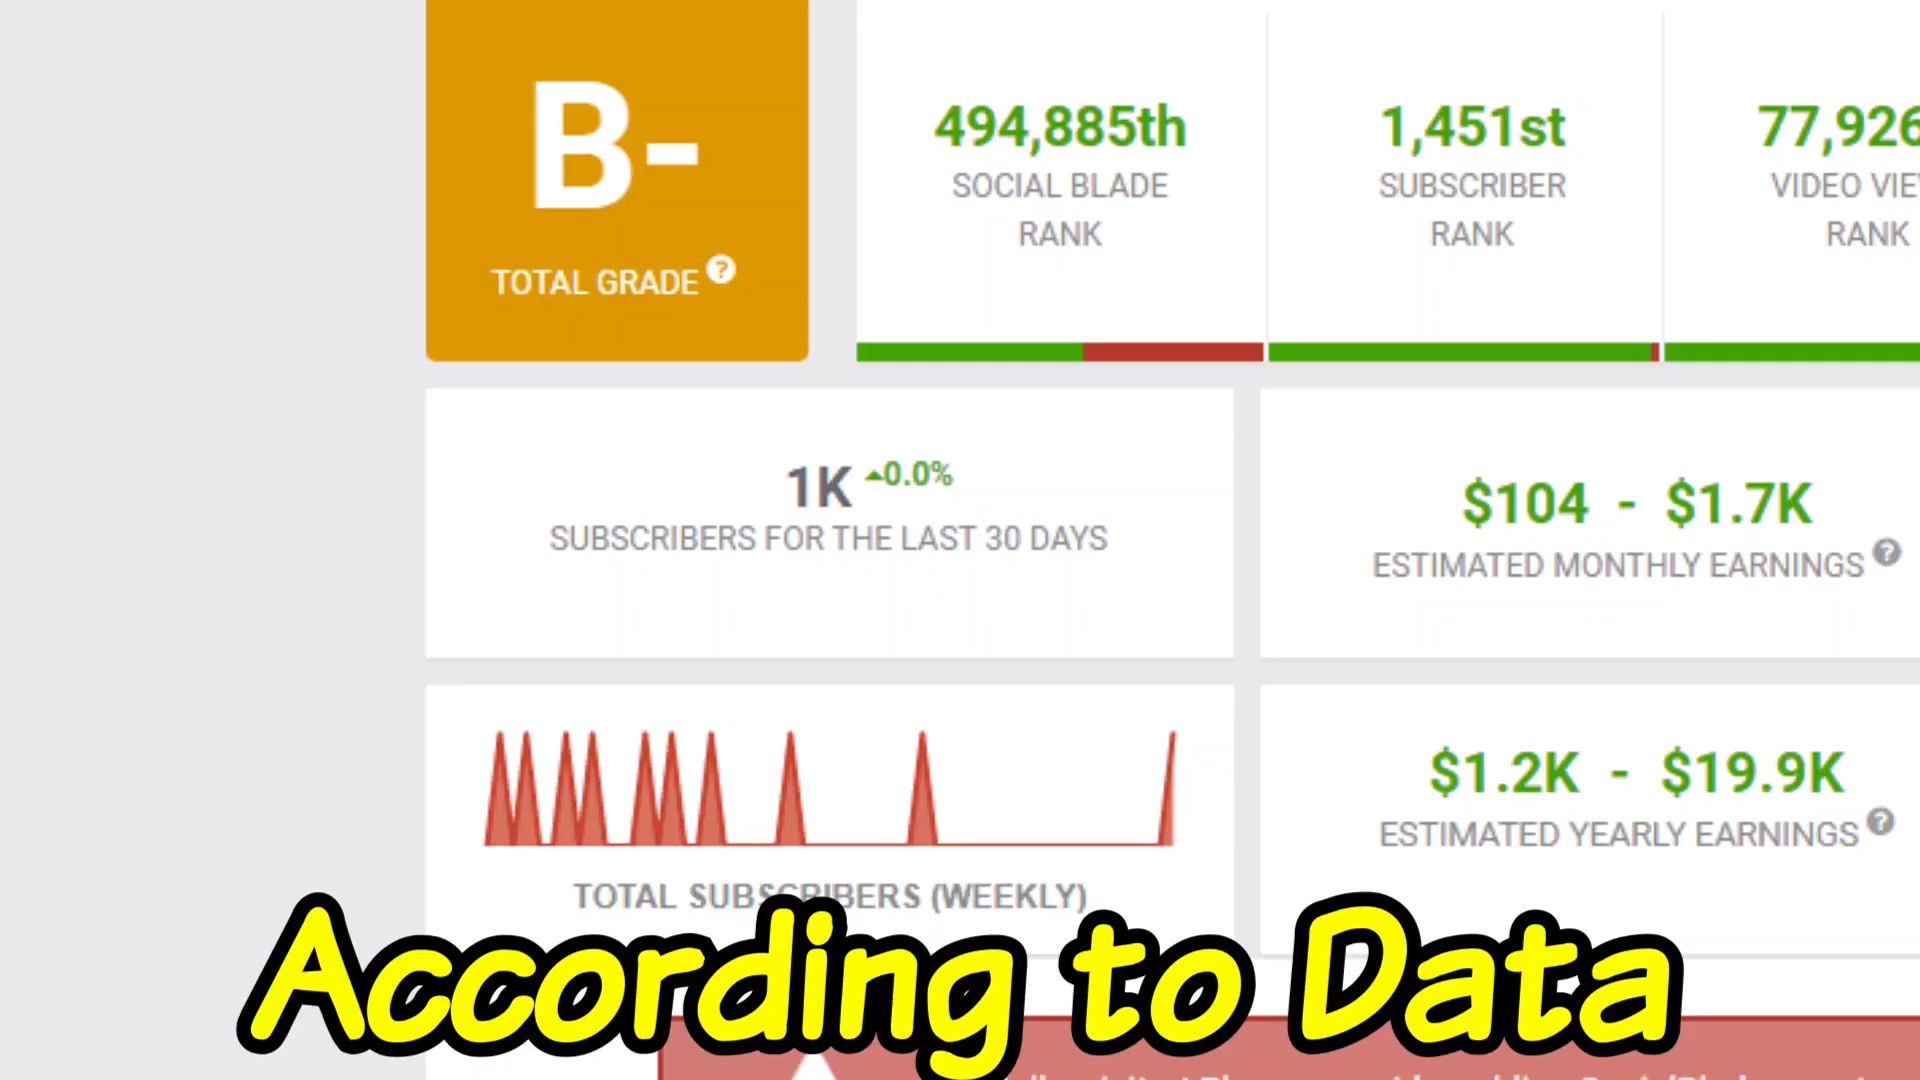 B-
TOTAL GRADE ?
494,885th
SOCIAL BLADE
RANK
1,451st
SUBSCRIBER
RANK
77,926
VIDEO VIE
RANK
1K 0.0%
SUBSCRIBERS FOR THE LAST 30 DAYS
$104 - $1.7K
ESTIMATED MONTHLY EARNINGS ?
TOTAL SUBSCRIBERS (WEEKLY)
$1.2K - $19.9K
ESTIMATED YEARLY EARNINGS ?
According to Data